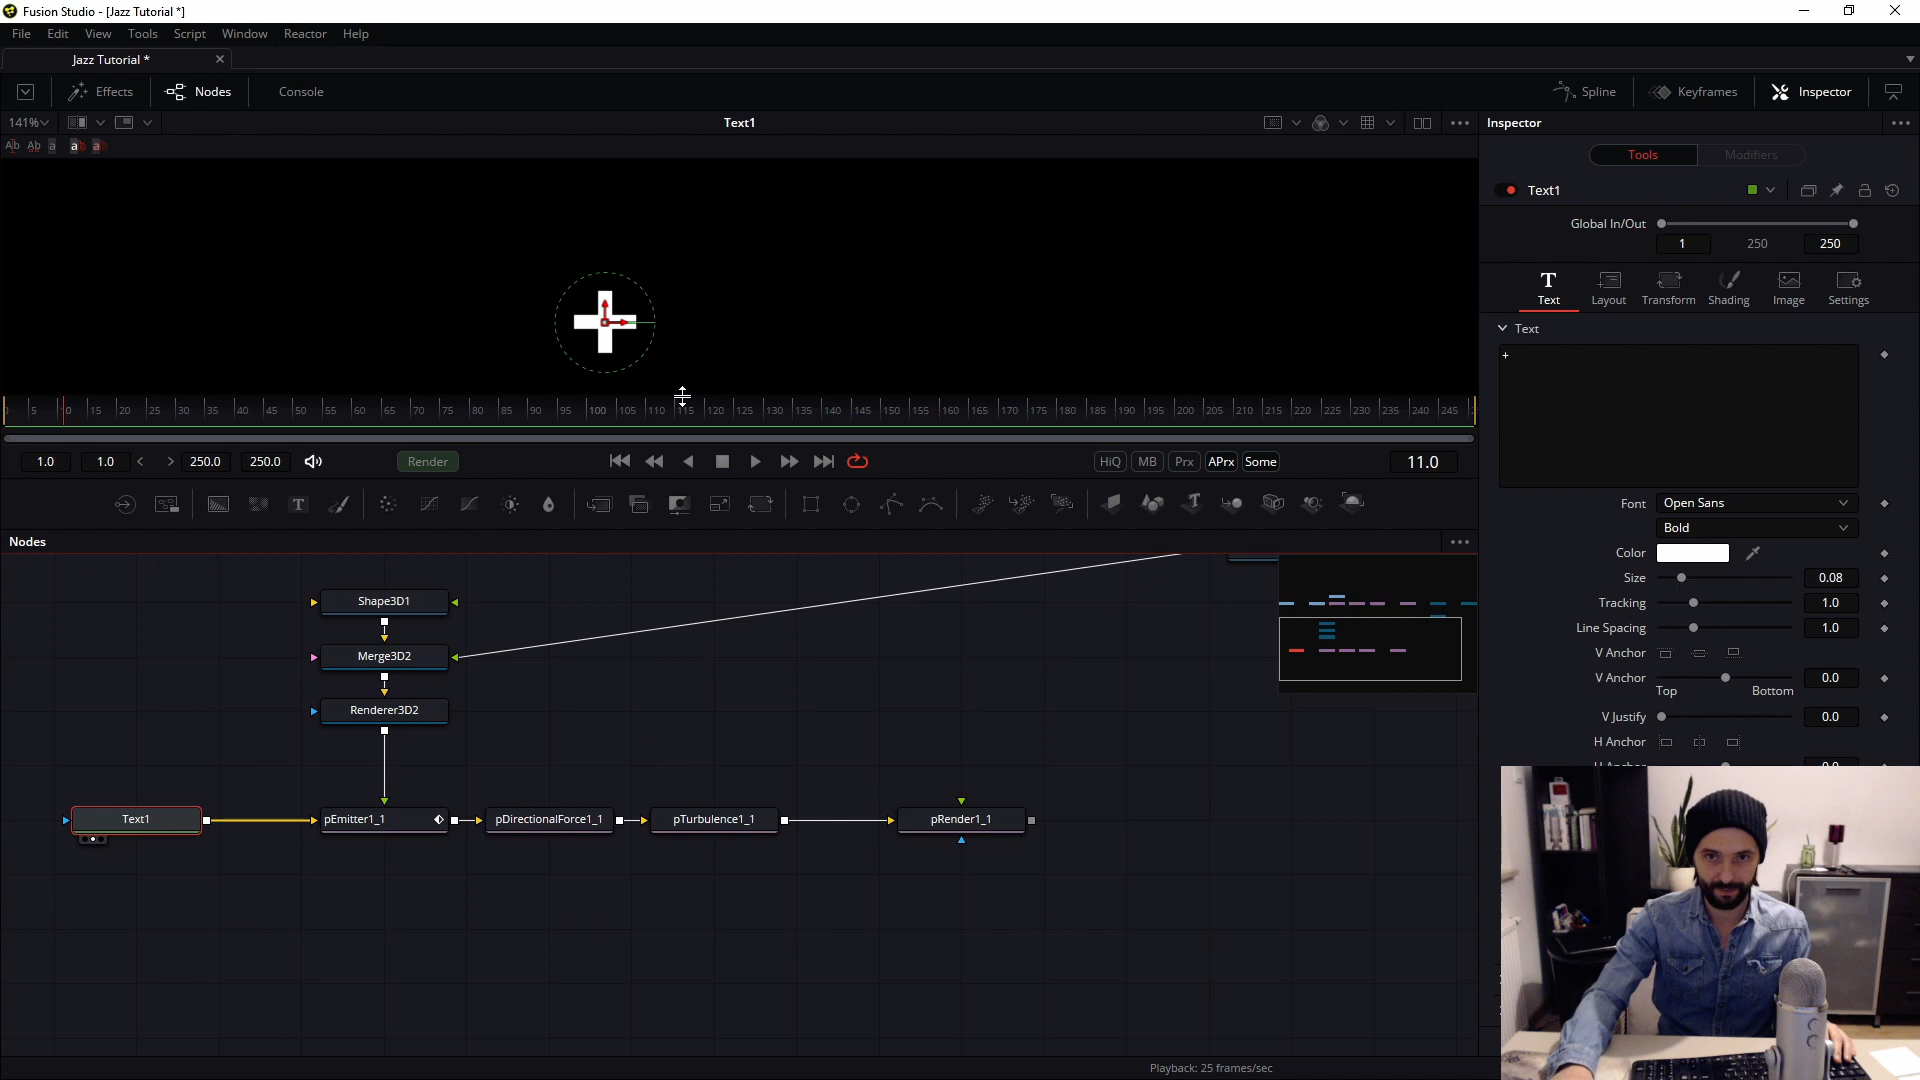 Fusion Studio - [Jazz Tutorial *]
File Edit View Tools Script Window Reactor Help
Jazz Tutorial *
Effects Nodes Console Spline Keyframes Inspector
141% Text1 Inspector
Ab Ab a ab a
Tools Modifiers
Text1
Global In/Out
1 250 250
Text Layout Transform Shading Image Settings
Text
+
5 10 15 20 25 30 35 40 45 50 55 60 65 70 75 80 85 90 95 100 105 110 115 120 125 130 135 140 145 150 155 160 165 170 175 180 185 190 195 200 205 210 215 220 225 230 235 240 245
1.0 1.0 < > 250.0 250.0 Render HiQ MB Prx APrx Some 11.0
T
Font Open Sans
Bold
Color
Size 0.08
Tracking 1.0
Line Spacing 1.0
V Anchor
V Anchor 0.0
Top Bottom
V Justify 0.0
H Anchor
Nodes
Shape3D1
Merge3D2
Renderer3D2
Text1 pEmitter1_1 pDirectionalForce1_1 pTurbulence1_1 pRender1_1
Playback: 25 frames/sec